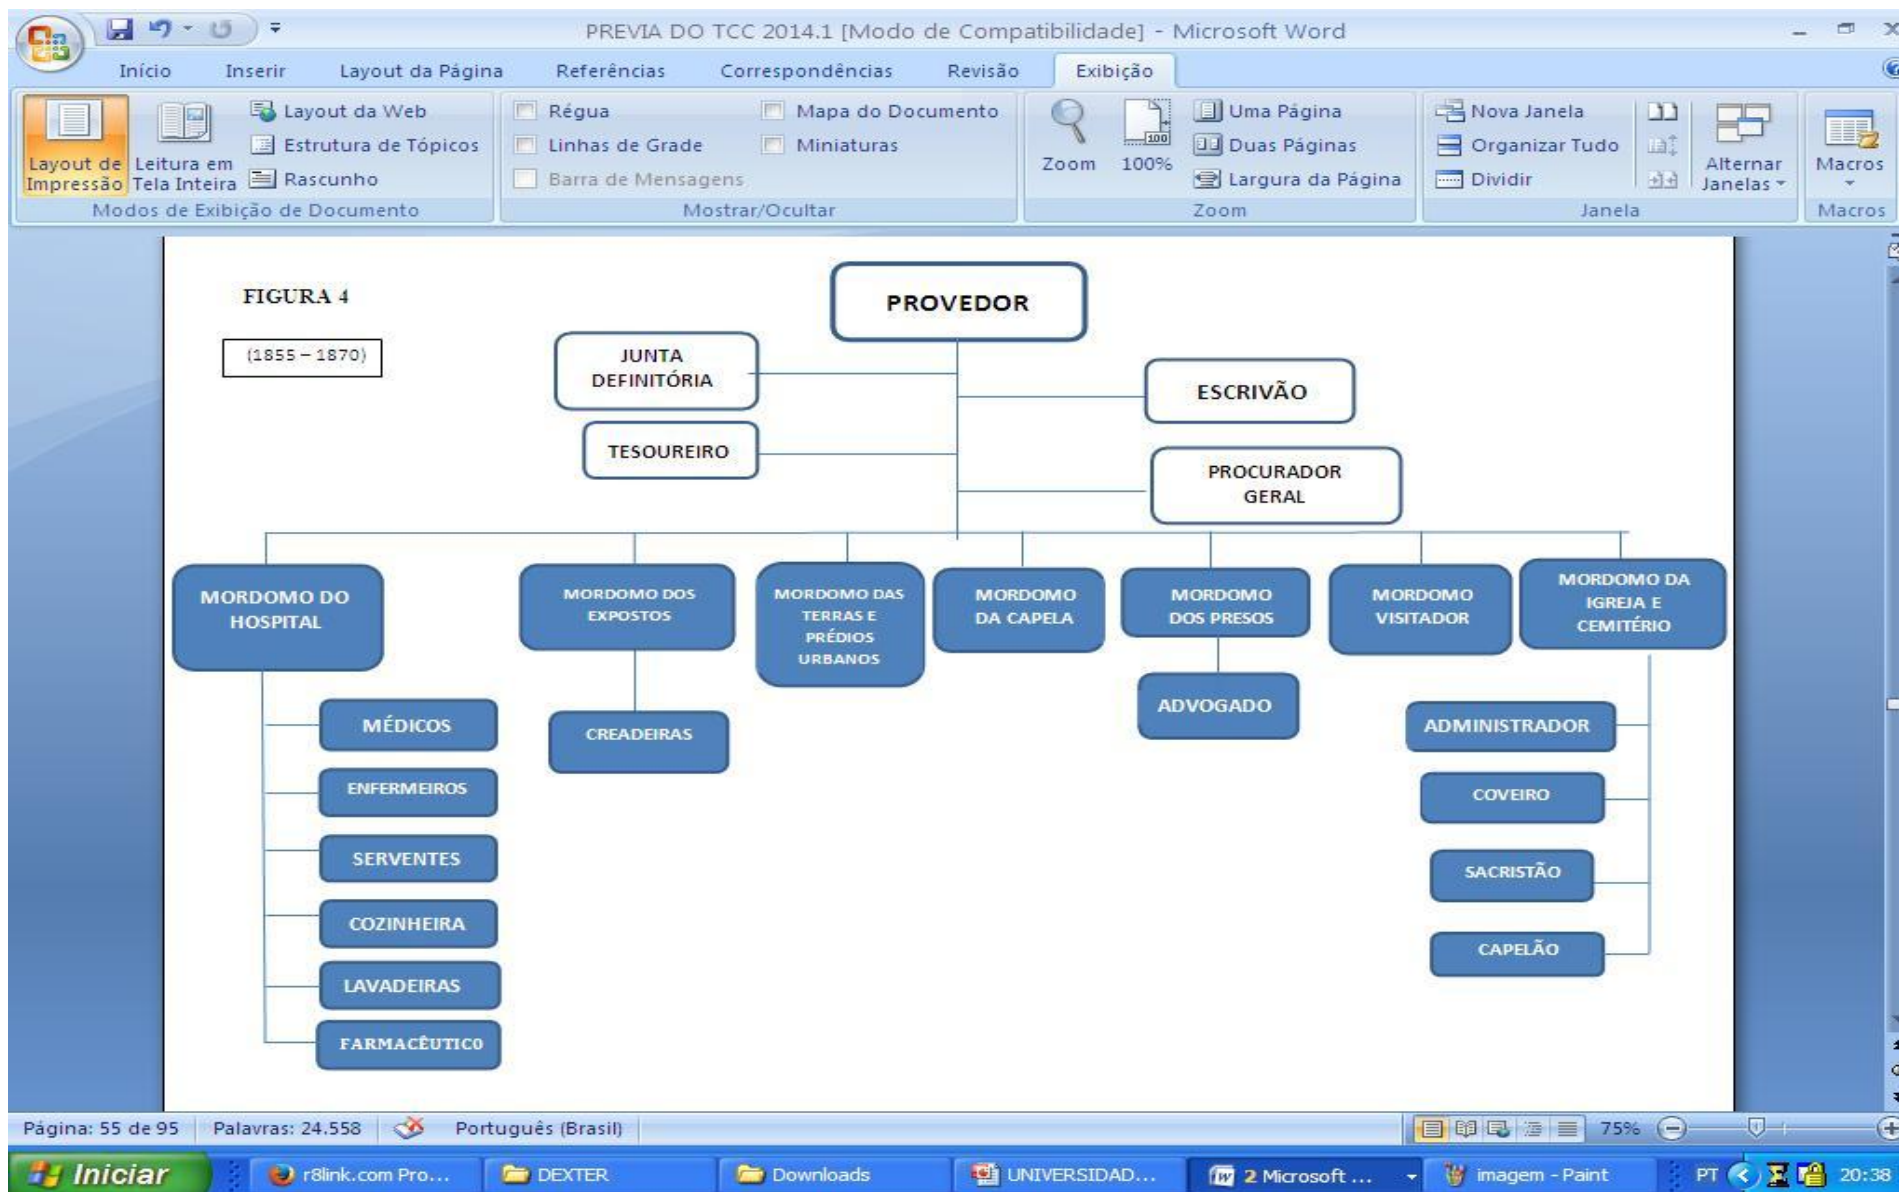 PREVIA DO TCC 2014.1 [Modo de Compatibilidade] - Microsoft Word
Início Inserir Layout da Página Referências Correspondências Revisão Exibição
Layout de Impressão
Leitura em Tela Inteira
Layout da Web
Estrutura de Tópicos
Rascunho
Modos de Exibição de Documento
Régua
Linhas de Grade
Barra de Mensagens
Mapa do Documento
Miniaturas
Mostrar/Ocultar
Zoom
100%
Uma Página
Duas Páginas
Largura da Página
Zoom
Nova Janela
Organizar Tudo
Dividir
Alternar
Janelas
Janela
Macros
Macros
FIGURA 4
(1855 – 1870)
PROVEDOR
JUNTA
DEFINITÓRIA
ESCRIVÃO
TESOUREIRO
PROCURADOR
GERAL
MORDOMO DO
HOSPITAL
MORDOMO DOS
EXPOSTOS
MORDOMO DAS
TERRAS E
PRÉDIOS
URBANOS
MORDOMO
DA CAPELA
MORDOMO
DOS PRESOS
MORDOMO
VISITADOR
MORDOMO DA
IGREJA E
CEMITÉRIO
MÉDICOS
ENFERMEIROS
SERVENTES
COZINHEIRA
LAVADEIRAS
FARMACÊUTICO
CREADEIRAS
ADVOGADO
ADMINISTRADOR
COVEIRO
SACRISTÃO
CAPELÃO
Página: 55 de 95 Palavras: 24.558 Português (Brasil) 75%
Iniciar r8link.com Pro... DEXTER Downloads UNIVERSIDAD... 2 Microsoft ... imagem - Paint PT 20:38